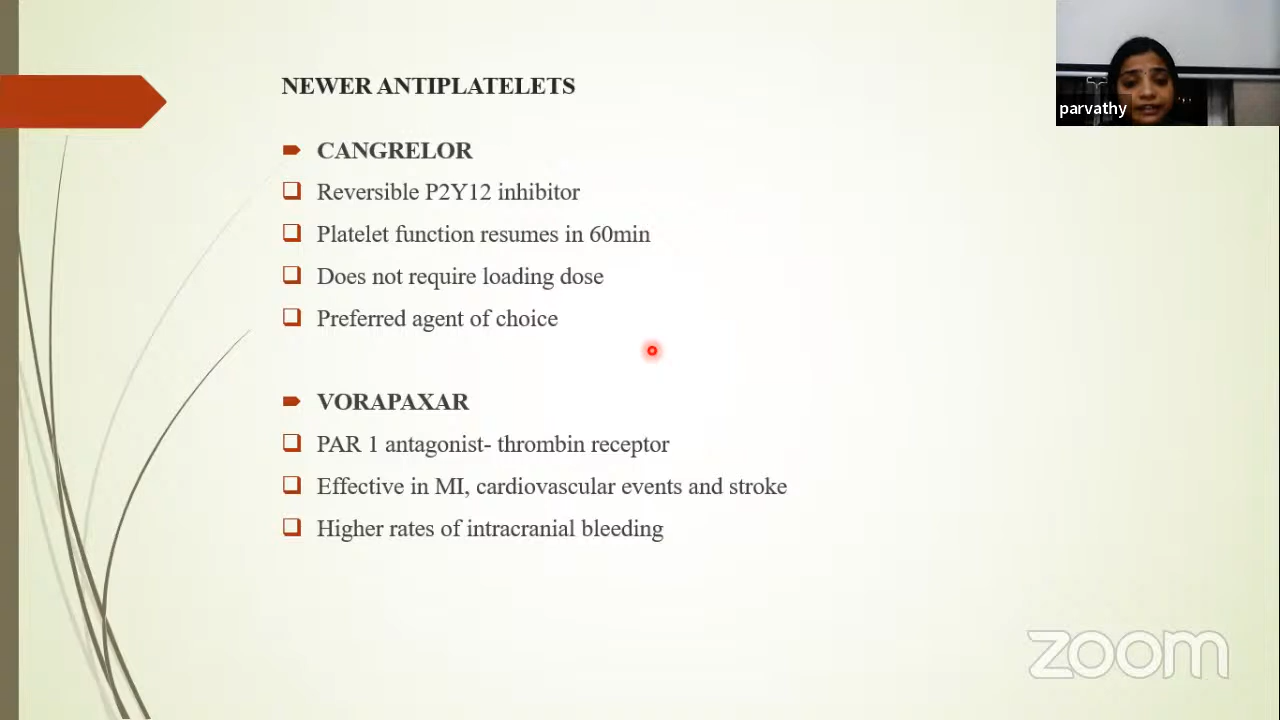 NEWER ANTIPLATELETS
CANGRELOR
Reversible P2Y12 inhibitor
Platelet function resumes in 60min
Does not require loading dose
Preferred agent of choice
VORAPAXAR
PAR 1 antagonist- thrombin receptor
Effective in MI, cardiovascular events and stroke
Higher rates of intracranial bleeding
parvathy
zoom